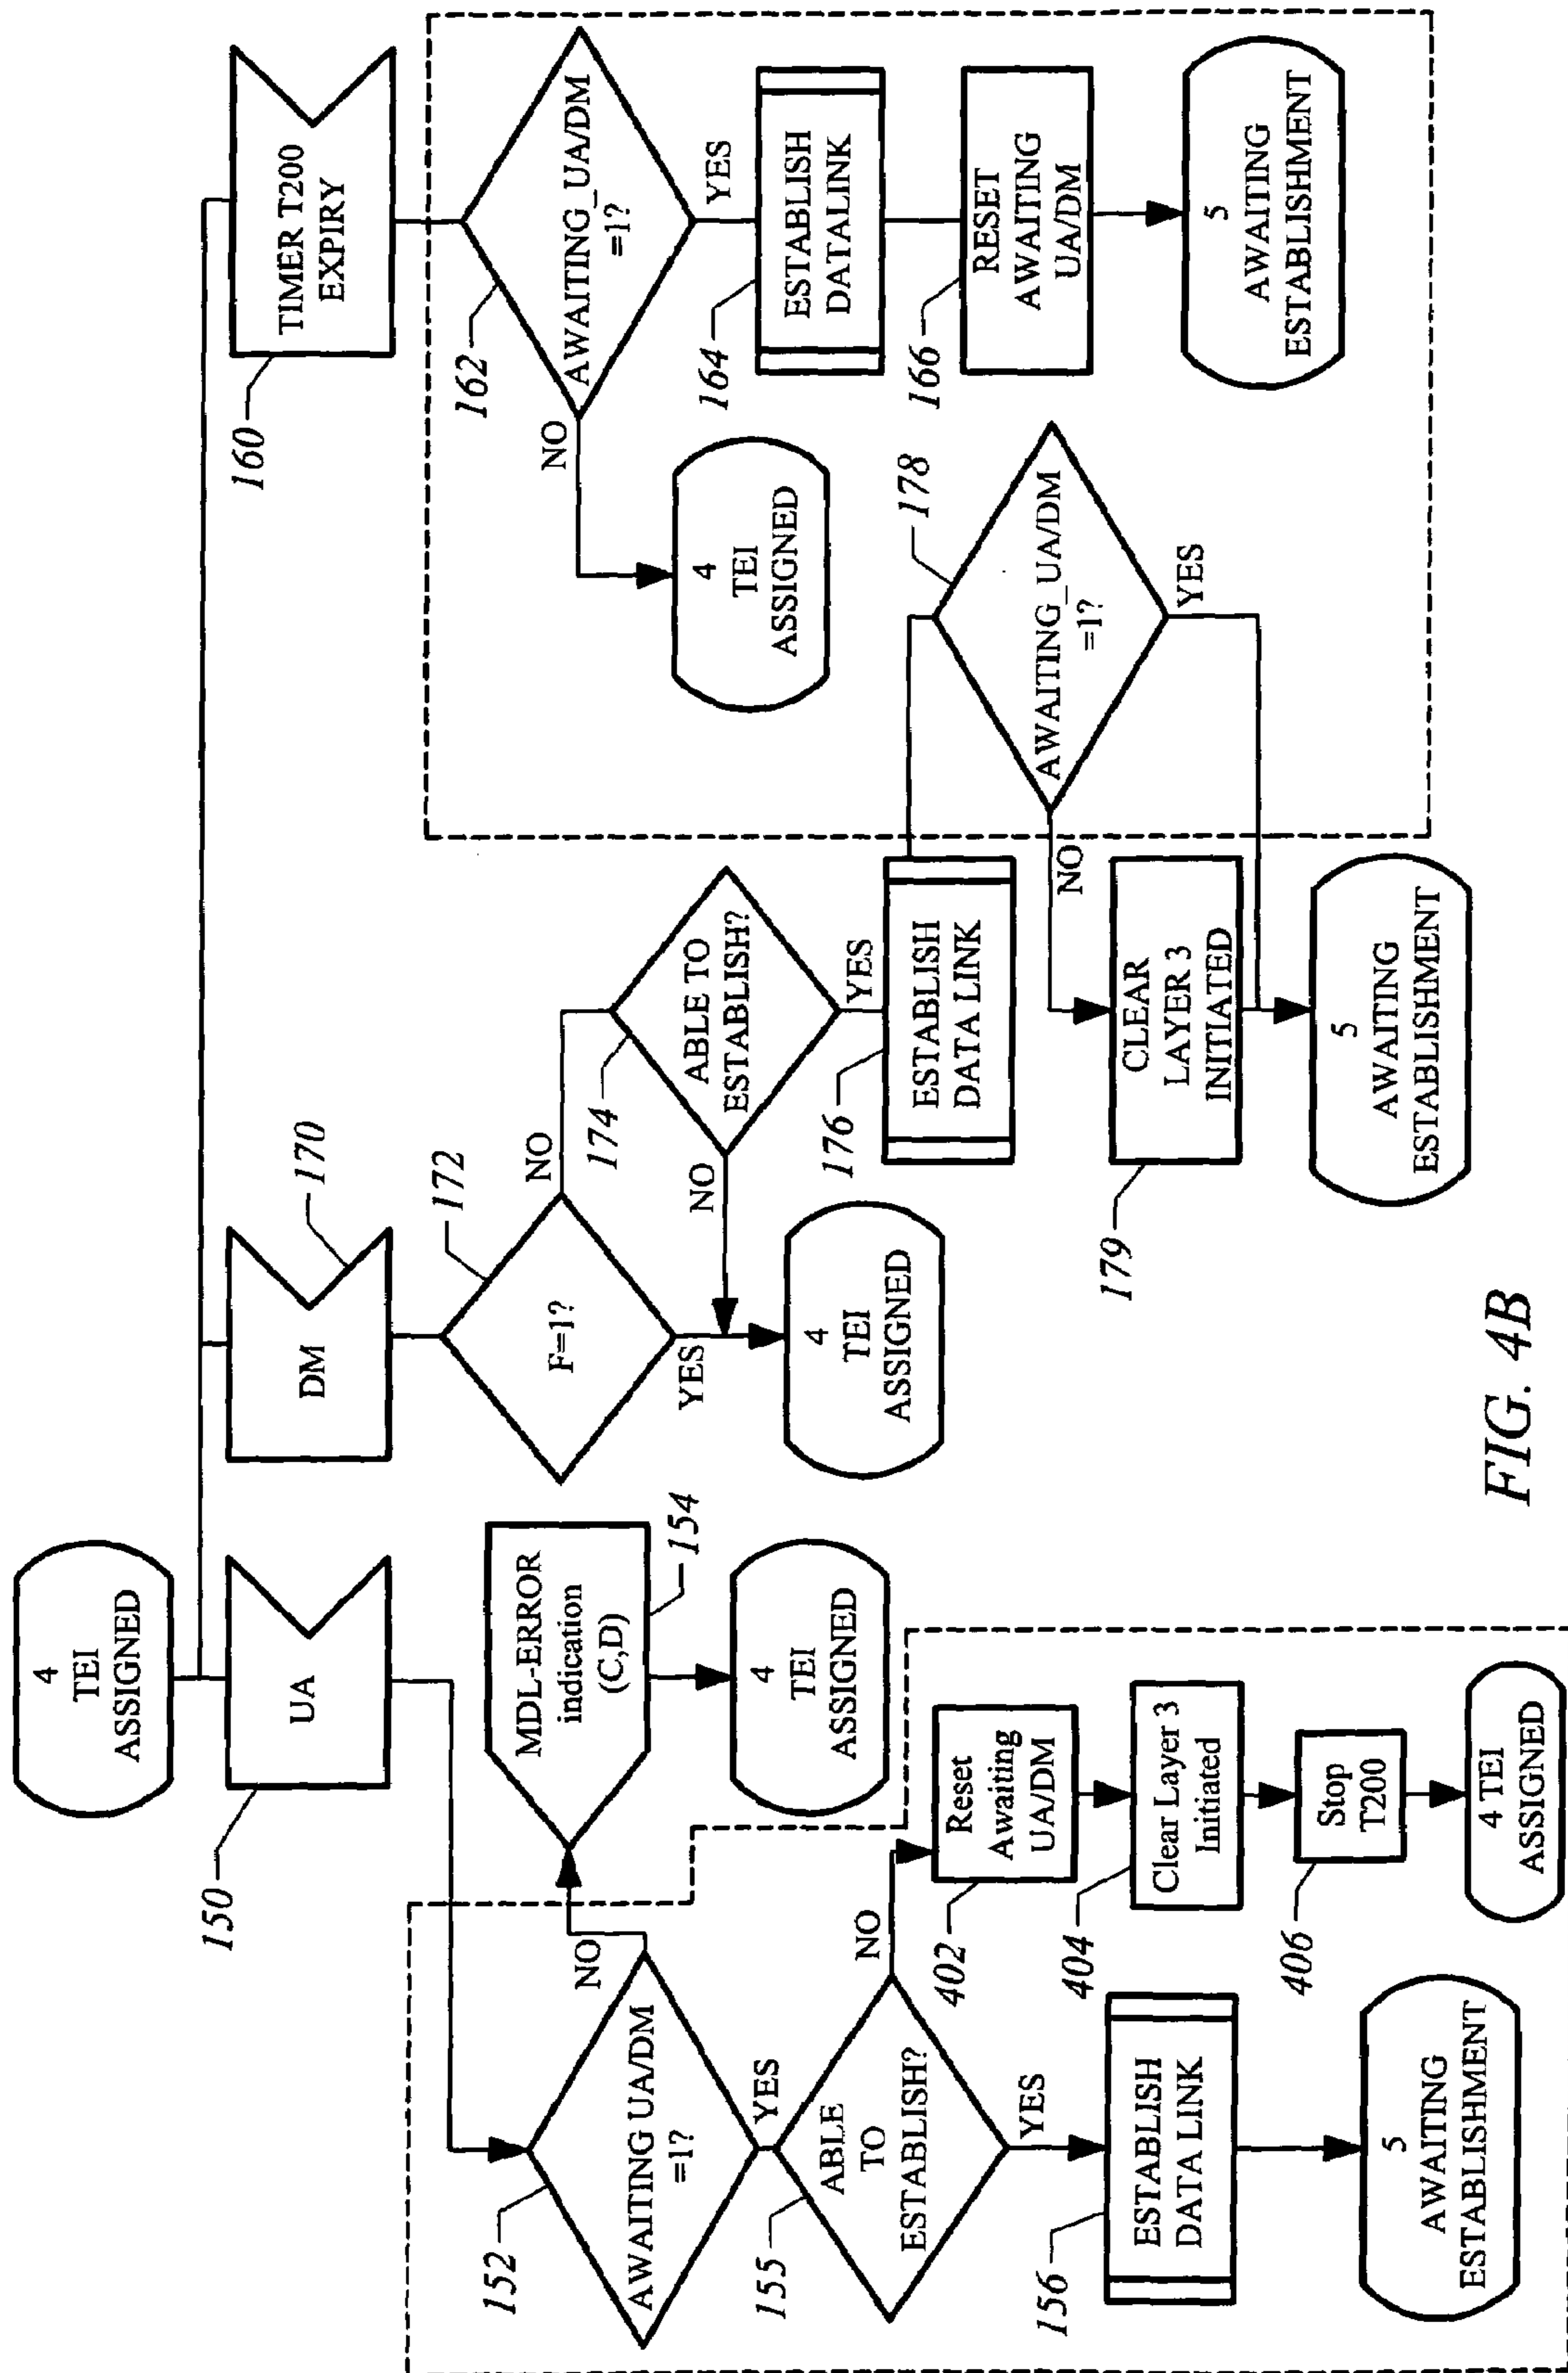 4
TEI
ASSIGNED
150
UA
152
AWAITING UA/DM
=1?
NO
YES
MDL-ERROR
indication
(C,D)
154
4
TEI
ASSIGNED
155
ABLE
TO
ESTABLISH?
NO
YES
156
ESTABLISH
DATA LINK
5
AWAITING
ESTABLISHMENT
402
Reset
Awaiting
UA/DM
404
Clear Layer 3
Initiated
406
Stop
T200
4 TEI
ASSIGNED
DM
170
172
F=1?
NO
YES
174
ABLE TO
ESTABLISH?
NO
YES
4
TEI
ASSIGNED
176
ESTABLISH
DATA LINK
178
AWAITING_UA/DM
=1?
NO
YES
179
CLEAR
LAYER 3
INITIATED
5
AWAITING
ESTABLISHMENT
160
TIMER T200
EXPIRY
162
AWAITING_UA/DM
=1?
NO
YES
4
TEI
ASSIGNED
164
ESTABLISH
DATALINK
166
RESET
AWAITING
UA/DM
5
AWAITING
ESTABLISHMENT
FIG. 4B